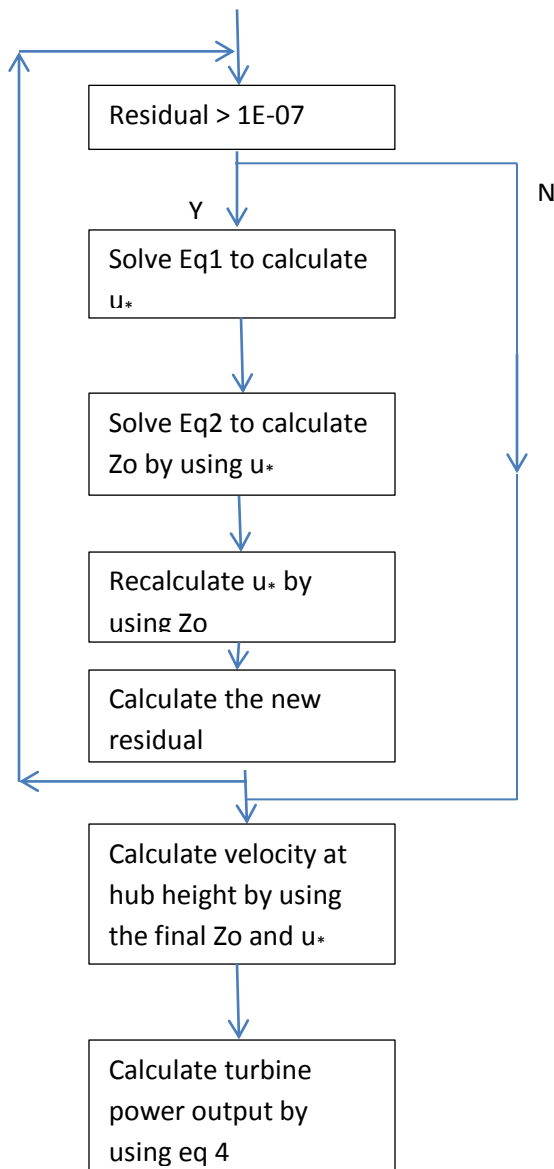 Residual > 1E-07
N
Y
Solve Eq1 to calculate
u*
Solve Eq2 to calculate
Zo by using u*
Recalculate u* by
using Zo
Calculate the new
residual
Calculate velocity at
hub height by using
the final Zo and u*
Calculate turbine
power output by
using eq 4